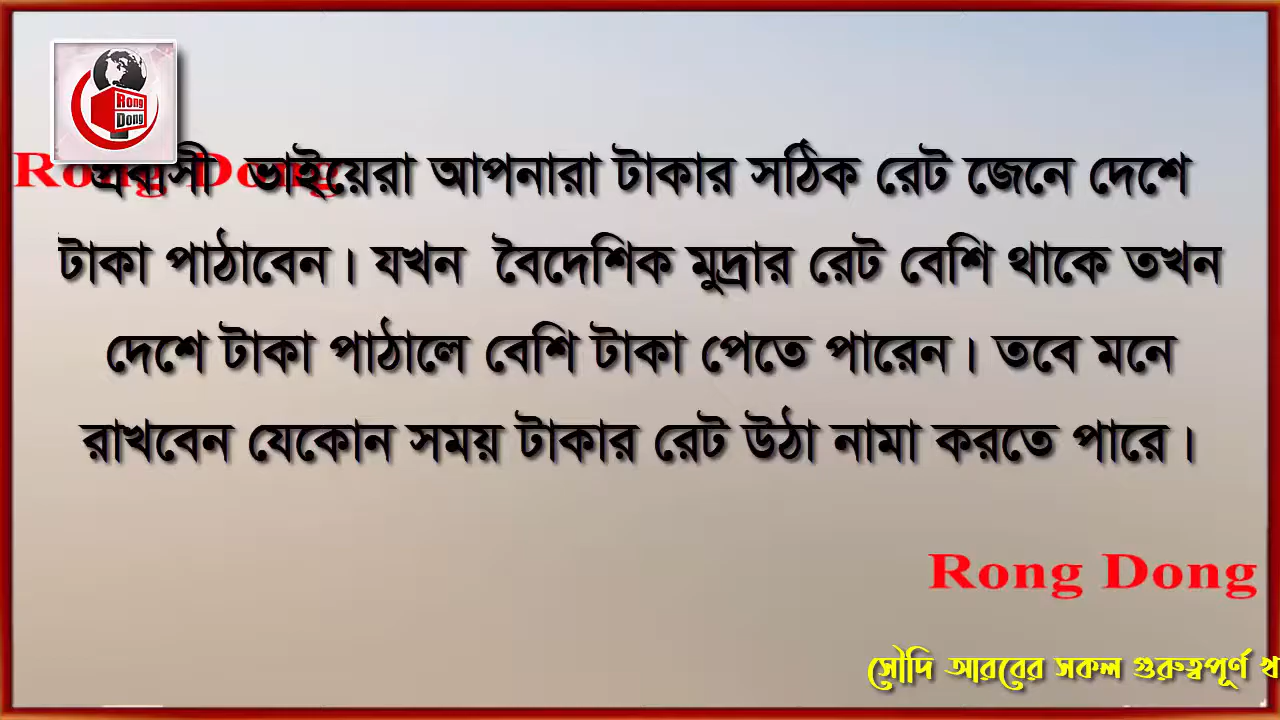 Rong
Dong
Rong Dong
প্রবাসী ভাইয়েরা আপনারা টাকার সঠিক রেট জেনে দেশে
টাকা পাঠাবেন। যখন বৈদেশিক মুদ্রার রেট বেশি থাকে তখন
দেশে টাকা পাঠালে বেশি টাকা পেতে পারেন। তবে মনে
রাখবেন যেকোন সময় টাকার রেট উঠা নামা করতে পারে।
Rong Dong
সৌদি আরবের সকল গুরুত্বপূর্ণ খ